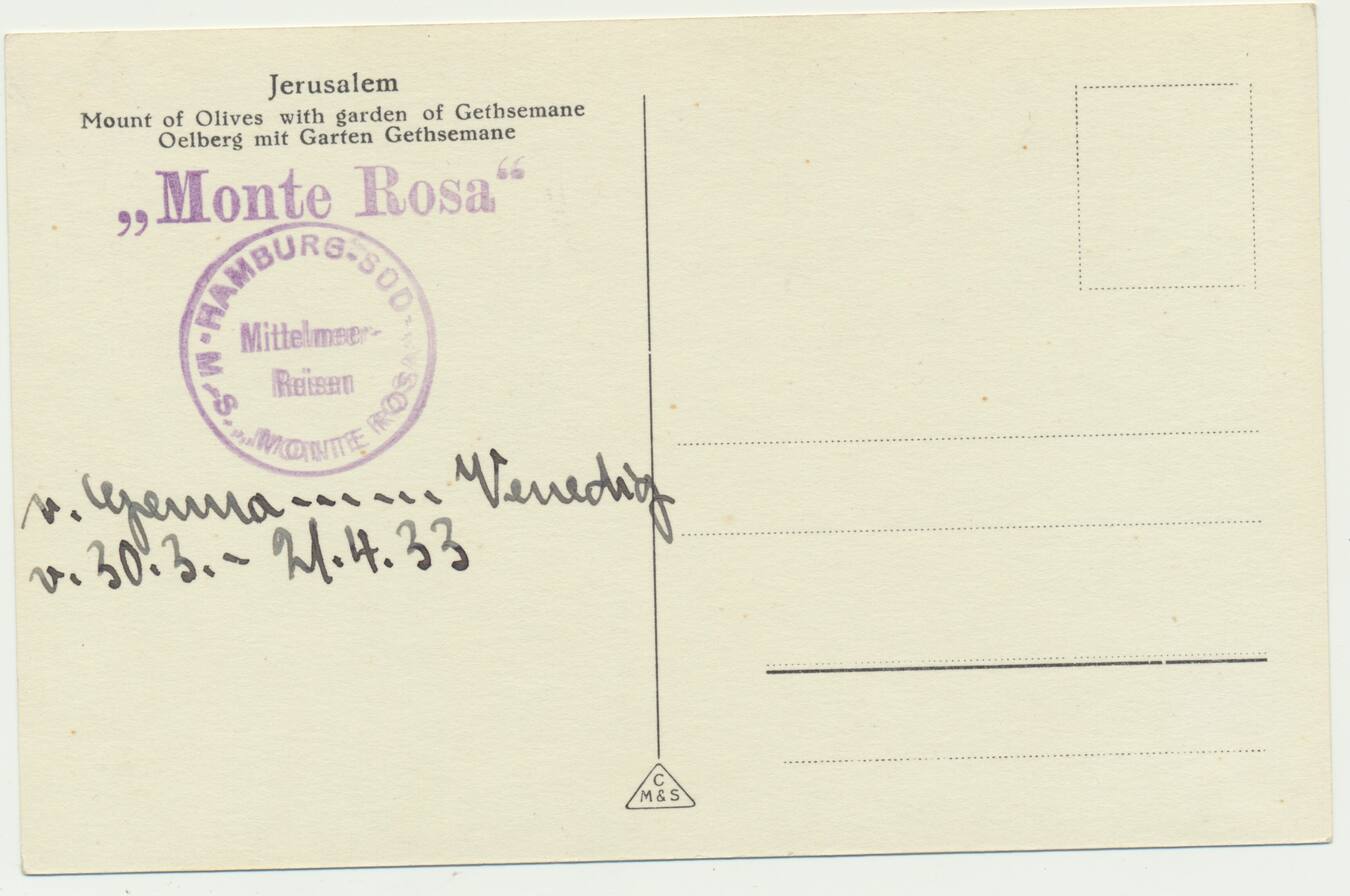 Jerusalem
Mount of Olives with garden of Gethsemane
Oelberg mit Garten Gethsemane
„Monte Rosa“
M.S. „MONTE ROSA“ · HAMBURG-SÜD
Mittelmeer-
Reisen
v. Genua ------ Venedig
v. 30.3. - 21.4.33
C
M & S